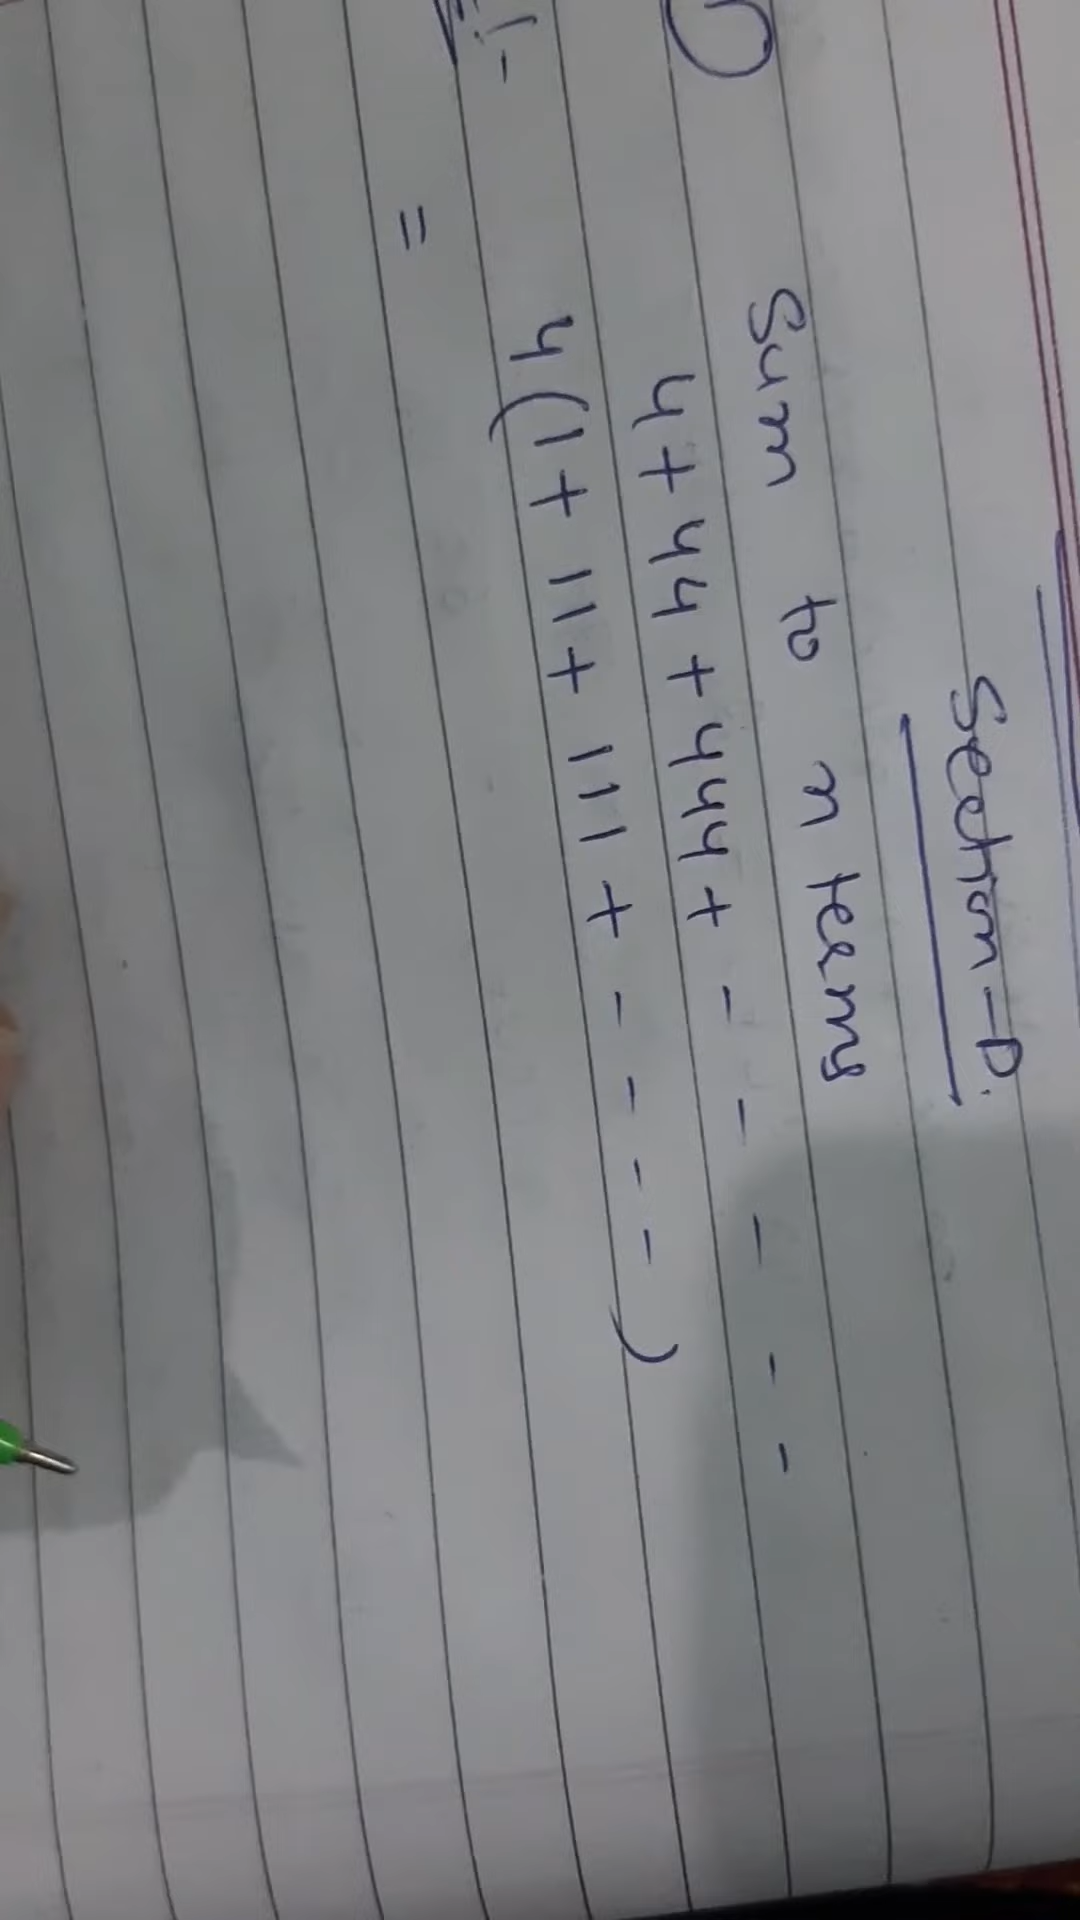 Section-D.
Sum to n terms
4+44+444+ - - - - -
4(1+ 11+ 111+ - - - -)
=